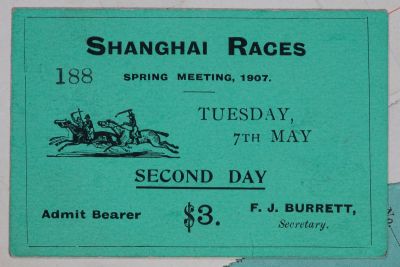 SHANGHAI RACES
188
SPRING MEETING, 1907.
TUESDAY,
7TH MAY
SECOND DAY
Admit Bearer
$3.
F. J. BURRETT,
Secretary.